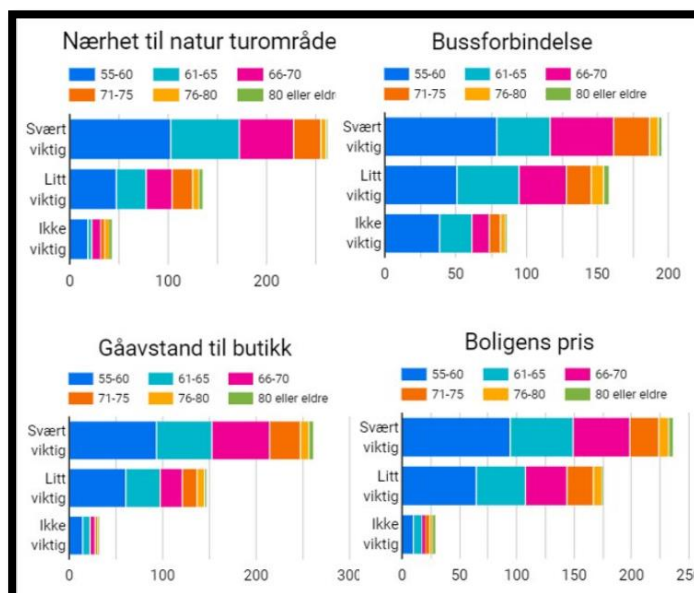 Nærhet til natur turområde
55-60 61-65 66-70
71-75 76-80 80 eller eldre
Svært
viktig
Litt
viktig
Ikke
viktig
0 100 200
Bussforbindelse
55-60 61-65 66-70
71-75 76-80 80 eller eldre
Svært
viktig
Litt
viktig
Ikke
viktig
0 50 100 150 200
Gåavstand til butikk
55-60 61-65 66-70
71-75 76-80 80 eller eldre
Svært
viktig
Litt
viktig
Ikke
viktig
0 100 200 300
Boligens pris
55-60 61-65 66-70
71-75 76-80 80 eller eldre
Svært
viktig
Litt
viktig
Ikke
viktig
0 50 100 150 200 25